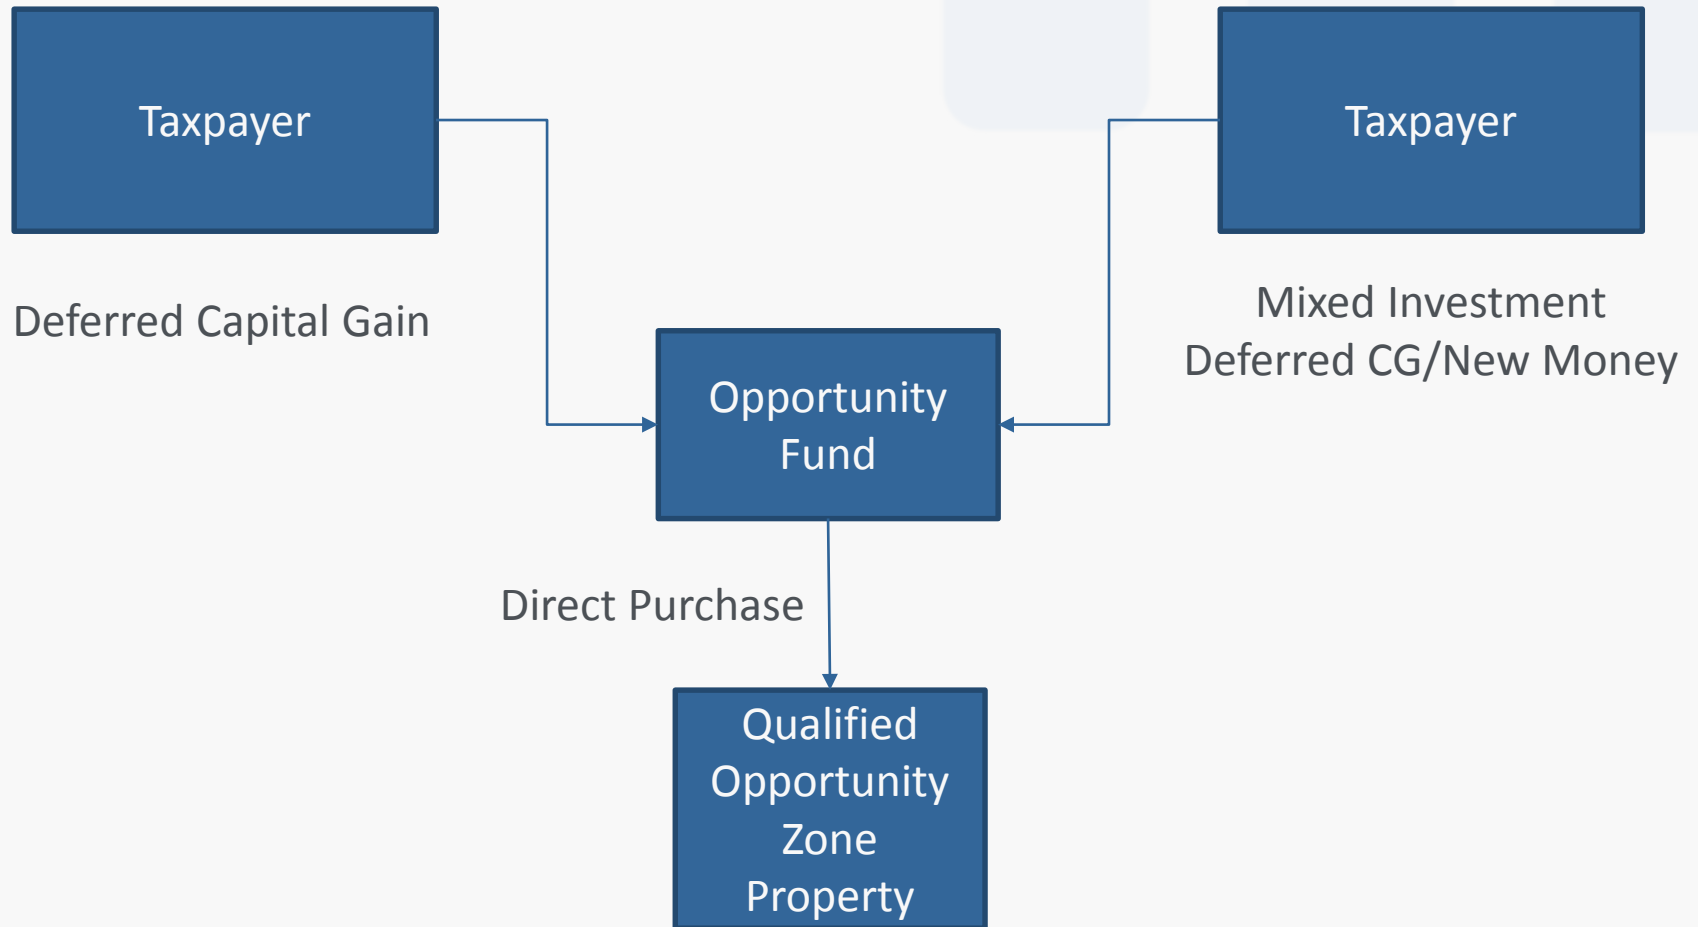 Taxpayer
Taxpayer
Deferred Capital Gain
Mixed Investment
Deferred CG/New Money
Opportunity
Fund
Direct Purchase
Qualified
Opportunity
Zone
Property